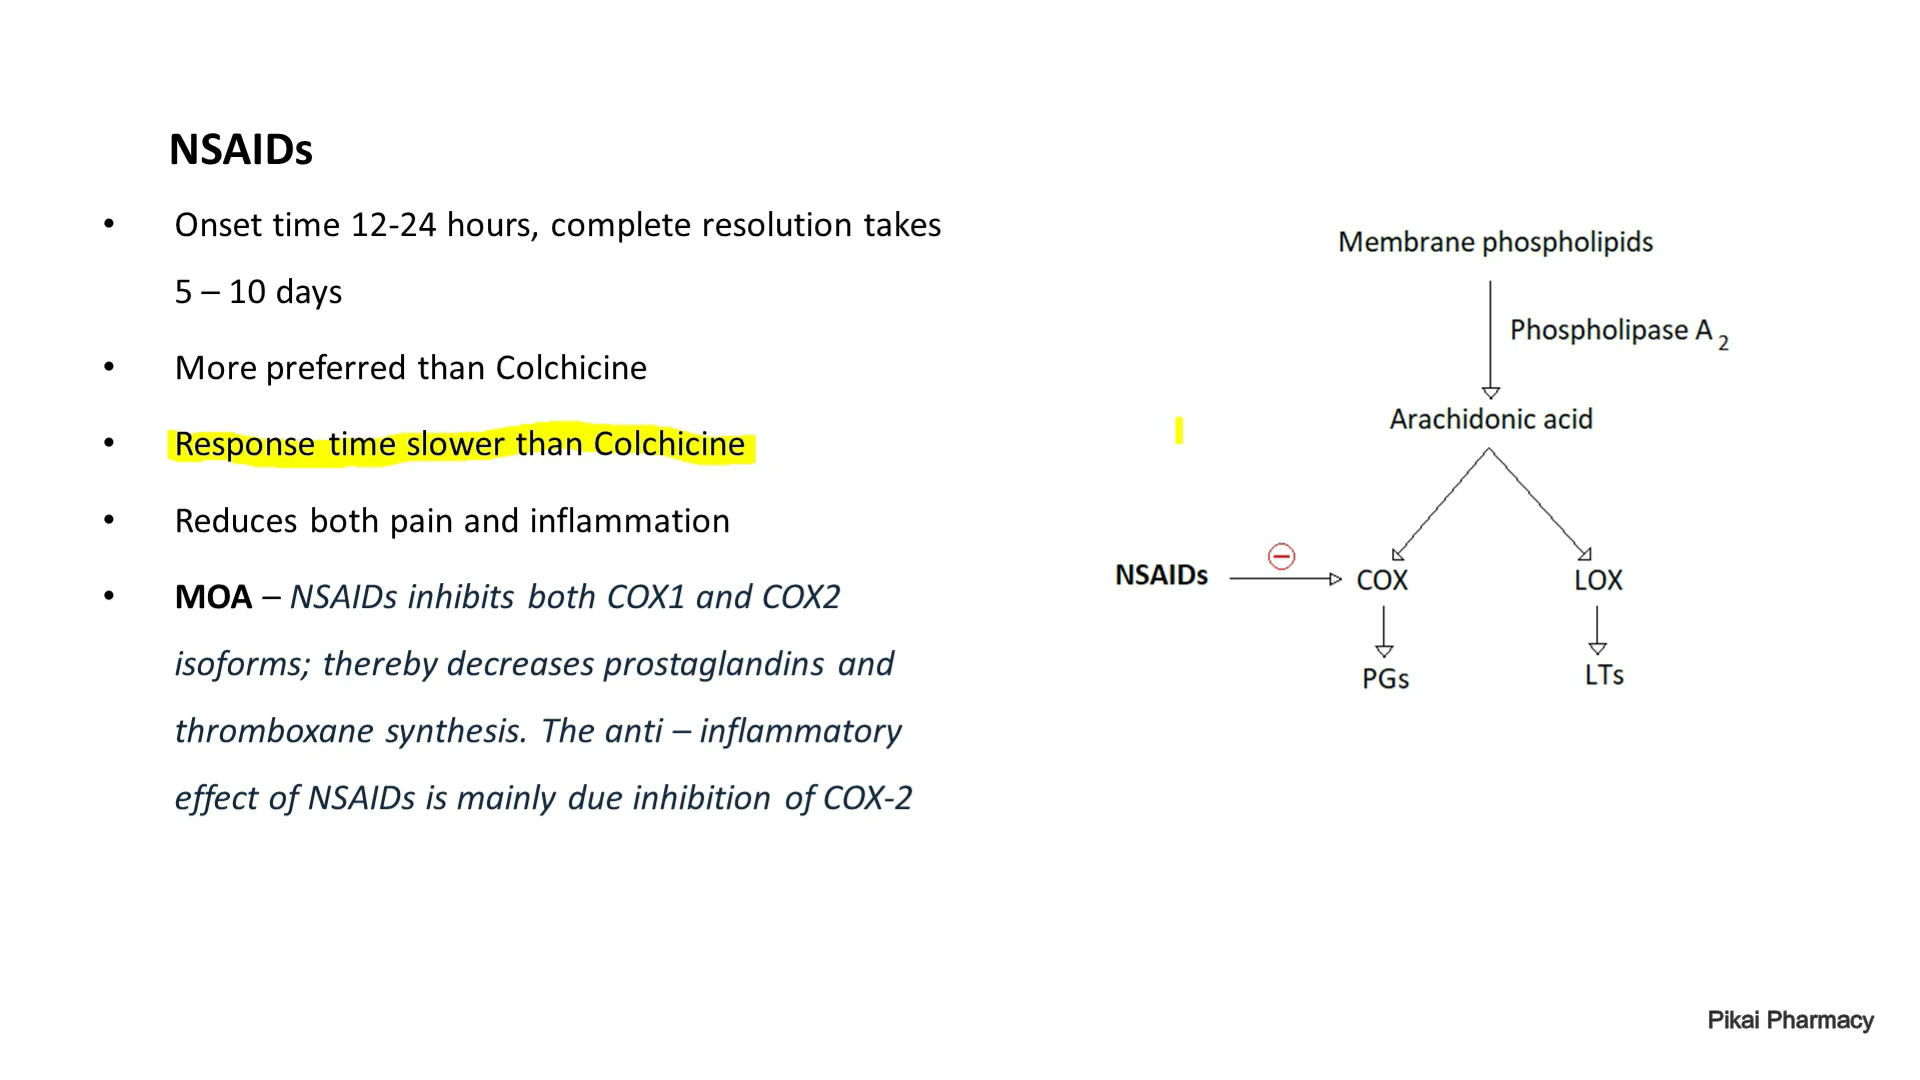 NSAIDs
• Onset time 12-24 hours, complete resolution takes
5 – 10 days
• More preferred than Colchicine
• Response time slower than Colchicine
• Reduces both pain and inflammation
• MOA – NSAIDs inhibits both COX1 and COX2
isoforms; thereby decreases prostaglandins and
thromboxane synthesis. The anti – inflammatory
effect of NSAIDs is mainly due inhibition of COX-2
Membrane phospholipids
Phospholipase A 2
Arachidonic acid
NSAIDs
COX
LOX
PGs
LTs
Pikai Pharmacy